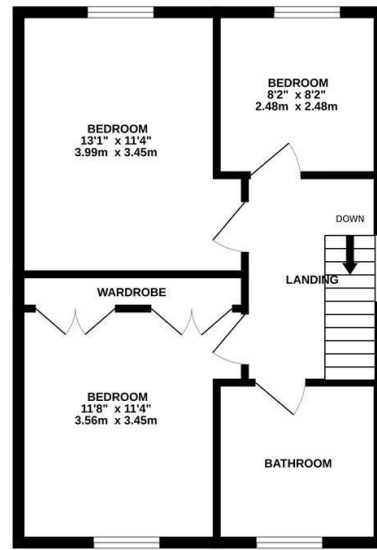 BEDROOM
13'1" x 11'4"
3.99m x 3.45m
BEDROOM
8'2" x 8'2"
2.48m x 2.48m
DOWN
LANDING
WARDROBE
BEDROOM
11'8" x 11'4"
3.56m x 3.45m
BATHROOM